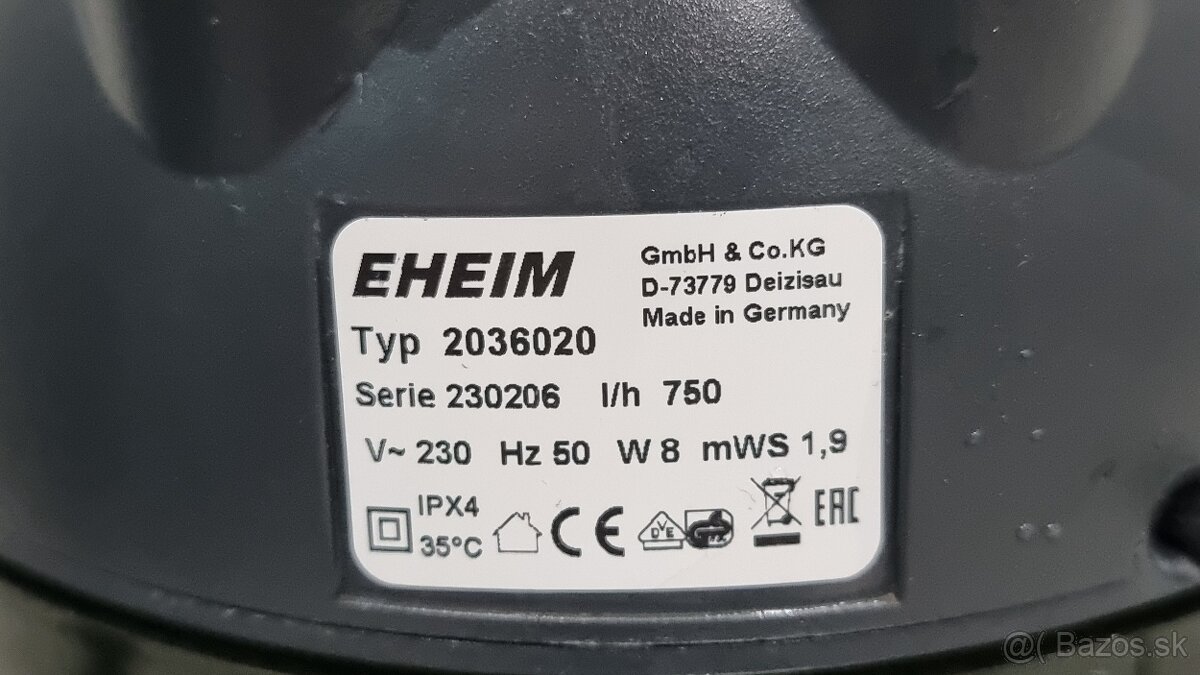 EHEIM
GmbH & Co.KG
D-73779 Deizisau
Made in Germany
Typ 2036020
Serie 230206 l/h 750
V~ 230 Hz 50 W 8 mWS 1,9
IPX4
35°C
CE
DVE
EAC
@( Bazos.sk